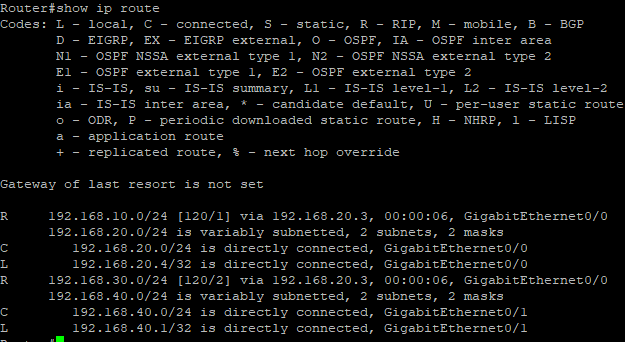 Router#show ip route
Codes: L - local, C - connected, S - static, R - RIP, M - mobile, B - BGP
D - EIGRP, EX - EIGRP external, O - OSPF, IA - OSPF inter area
N1 - OSPF NSSA external type 1, N2 - OSPF NSSA external type 2
E1 - OSPF external type 1, E2 - OSPF external type 2
i - IS-IS, su - IS-IS summary, L1 - IS-IS level-1, L2 - IS-IS level-2
ia - IS-IS inter area, * - candidate default, U - per-user static route
o - ODR, P - periodic downloaded static route, H - NHRP, l - LISP
a - application route
+ - replicated route, % - next hop override
Gateway of last resort is not set
R 192.168.10.0/24 [120/1] via 192.168.20.3, 00:00:06, GigabitEthernet0/0
192.168.20.0/24 is variably subnetted, 2 subnets, 2 masks
C 192.168.20.0/24 is directly connected, GigabitEthernet0/0
L 192.168.20.4/32 is directly connected, GigabitEthernet0/0
R 192.168.30.0/24 [120/2] via 192.168.20.3, 00:00:06, GigabitEthernet0/0
192.168.40.0/24 is variably subnetted, 2 subnets, 2 masks
C 192.168.40.0/24 is directly connected, GigabitEthernet0/1
L 192.168.40.1/32 is directly connected, GigabitEthernet0/1
Router#